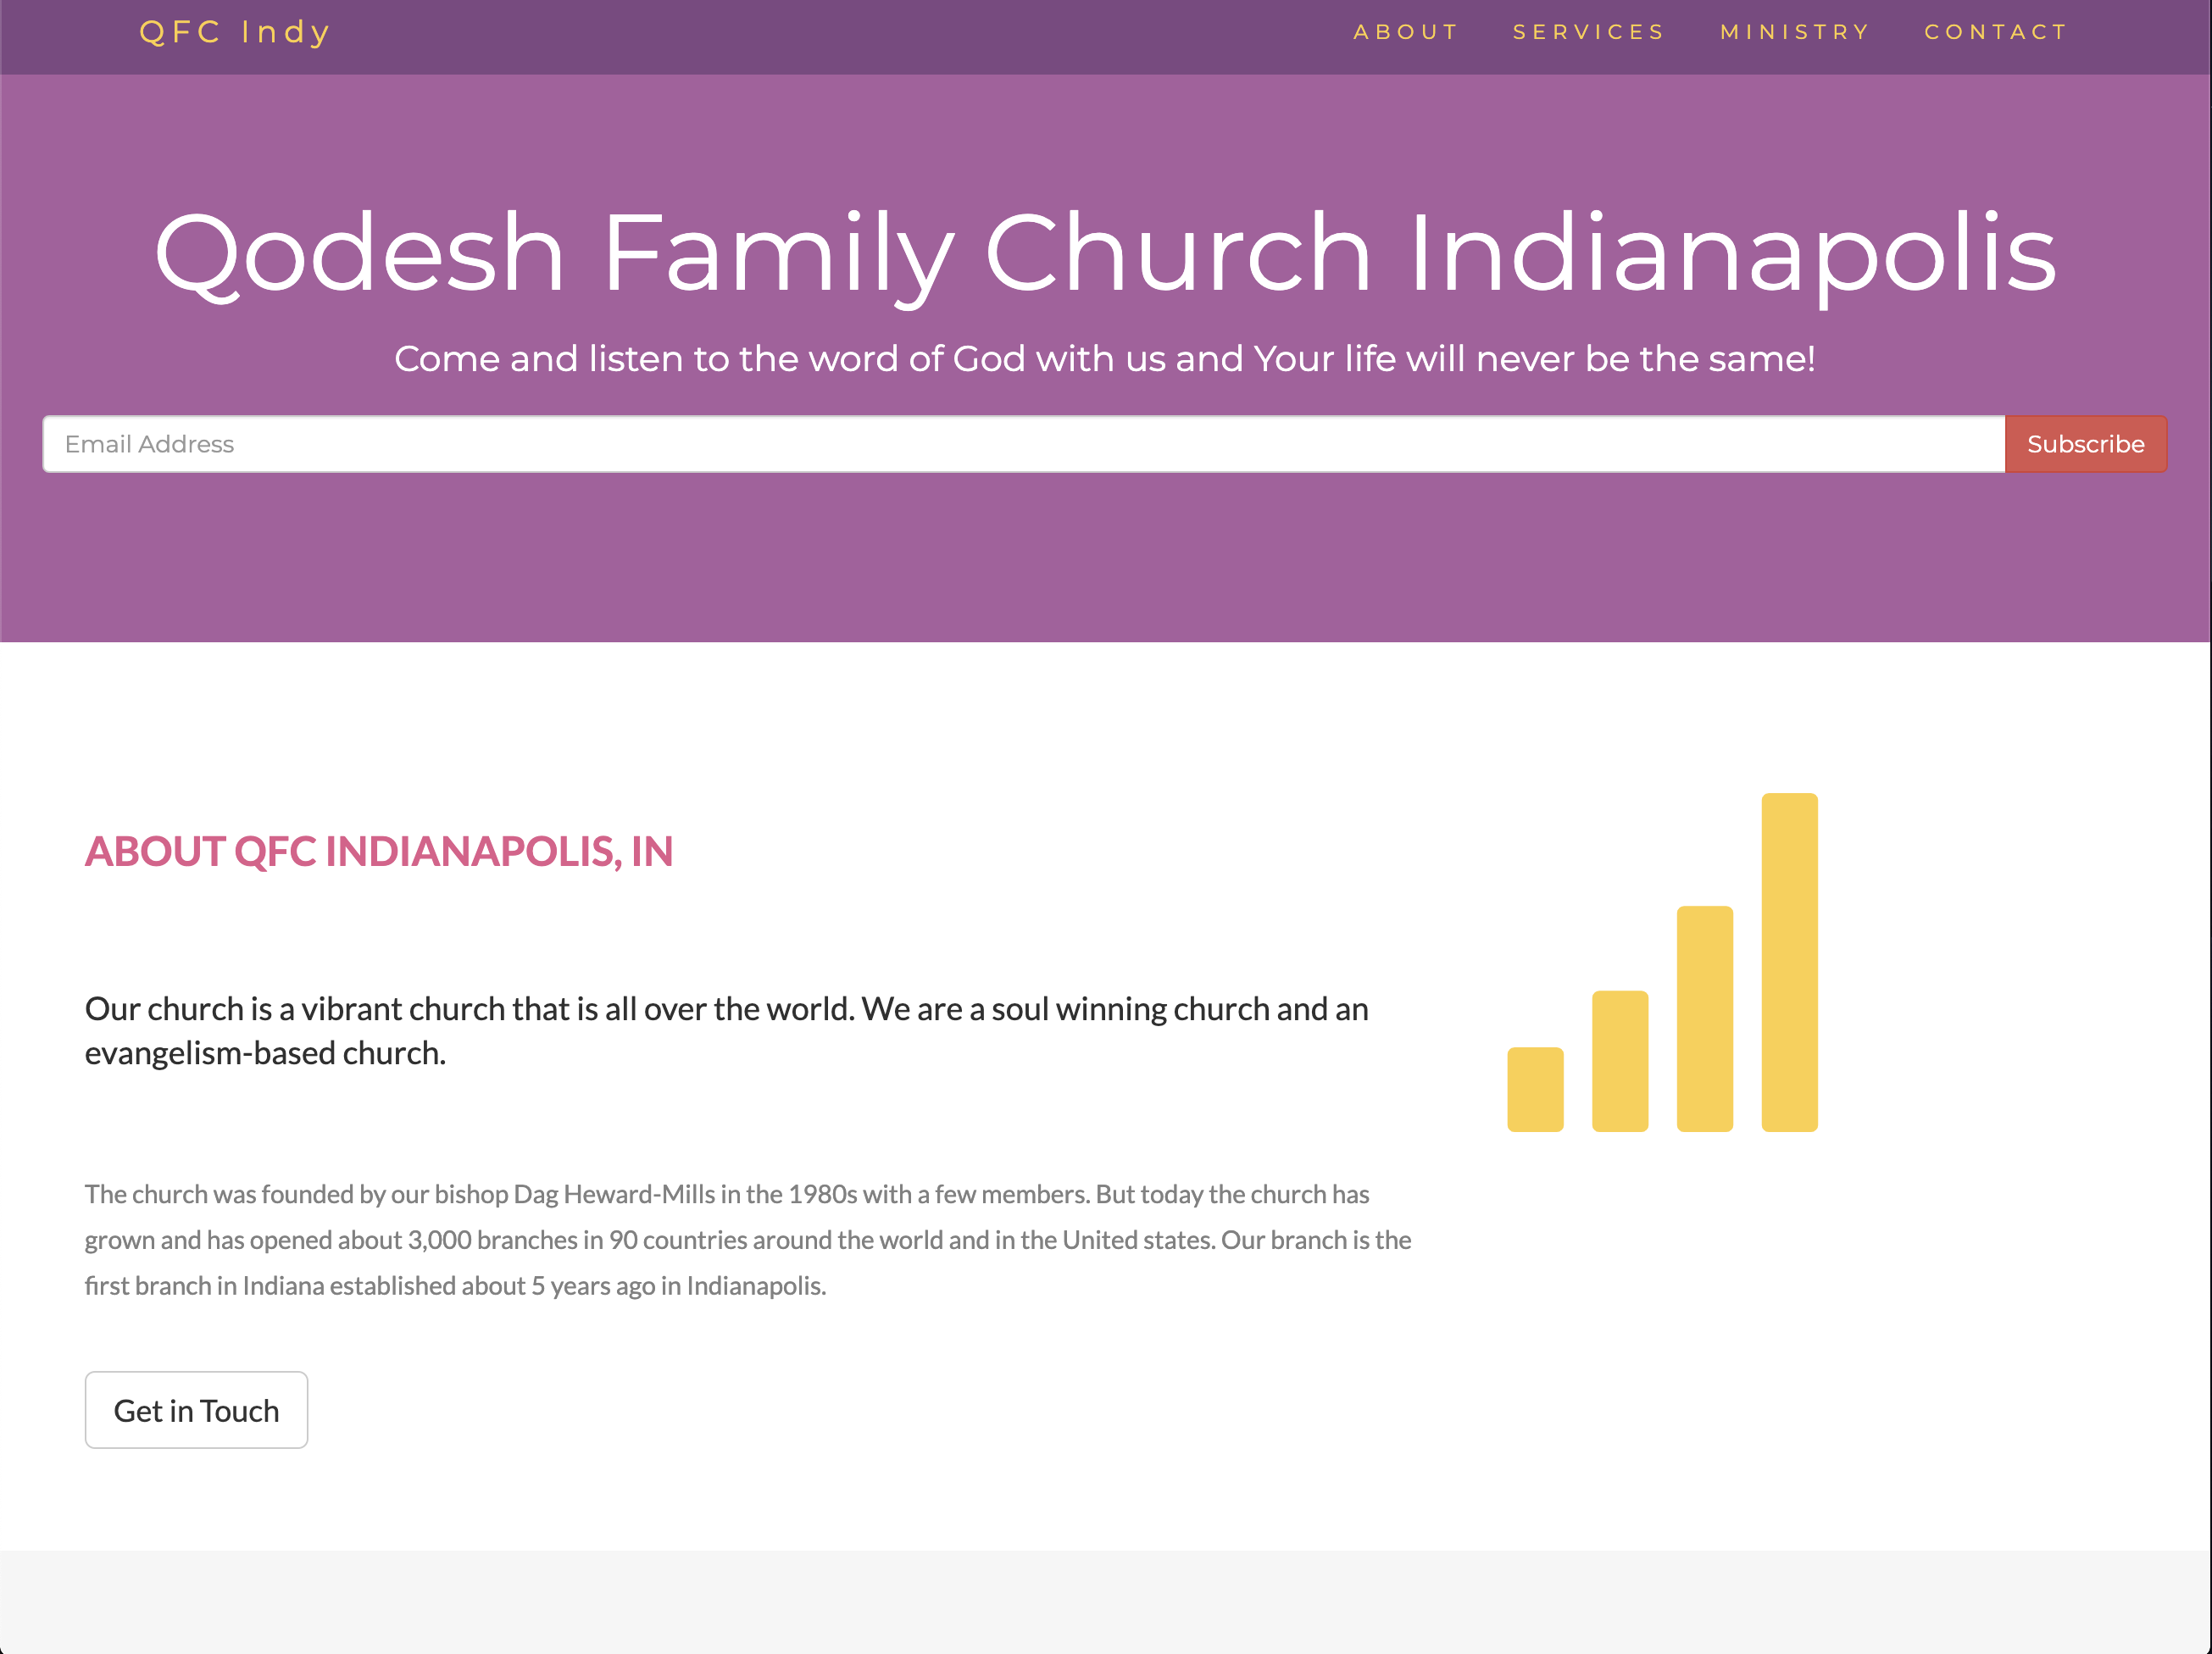 QFC Indy
ABOUT SERVICES MINISTRY CONTACT
Qodesh Family Church Indianapolis
Come and listen to the word of God with us and Your life will never be the same!
Email Address
Subscribe
ABOUT QFC INDIANAPOLIS, IN
Our church is a vibrant church that is all over the world. We are a soul winning church and an
evangelism-based church.
The church was founded by our bishop Dag Heward-Mills in the 1980s with a few members. But today the church has
grown and has opened about 3,000 branches in 90 countries around the world and in the United states. Our branch is the
first branch in Indiana established about 5 years ago in Indianapolis.
Get in Touch